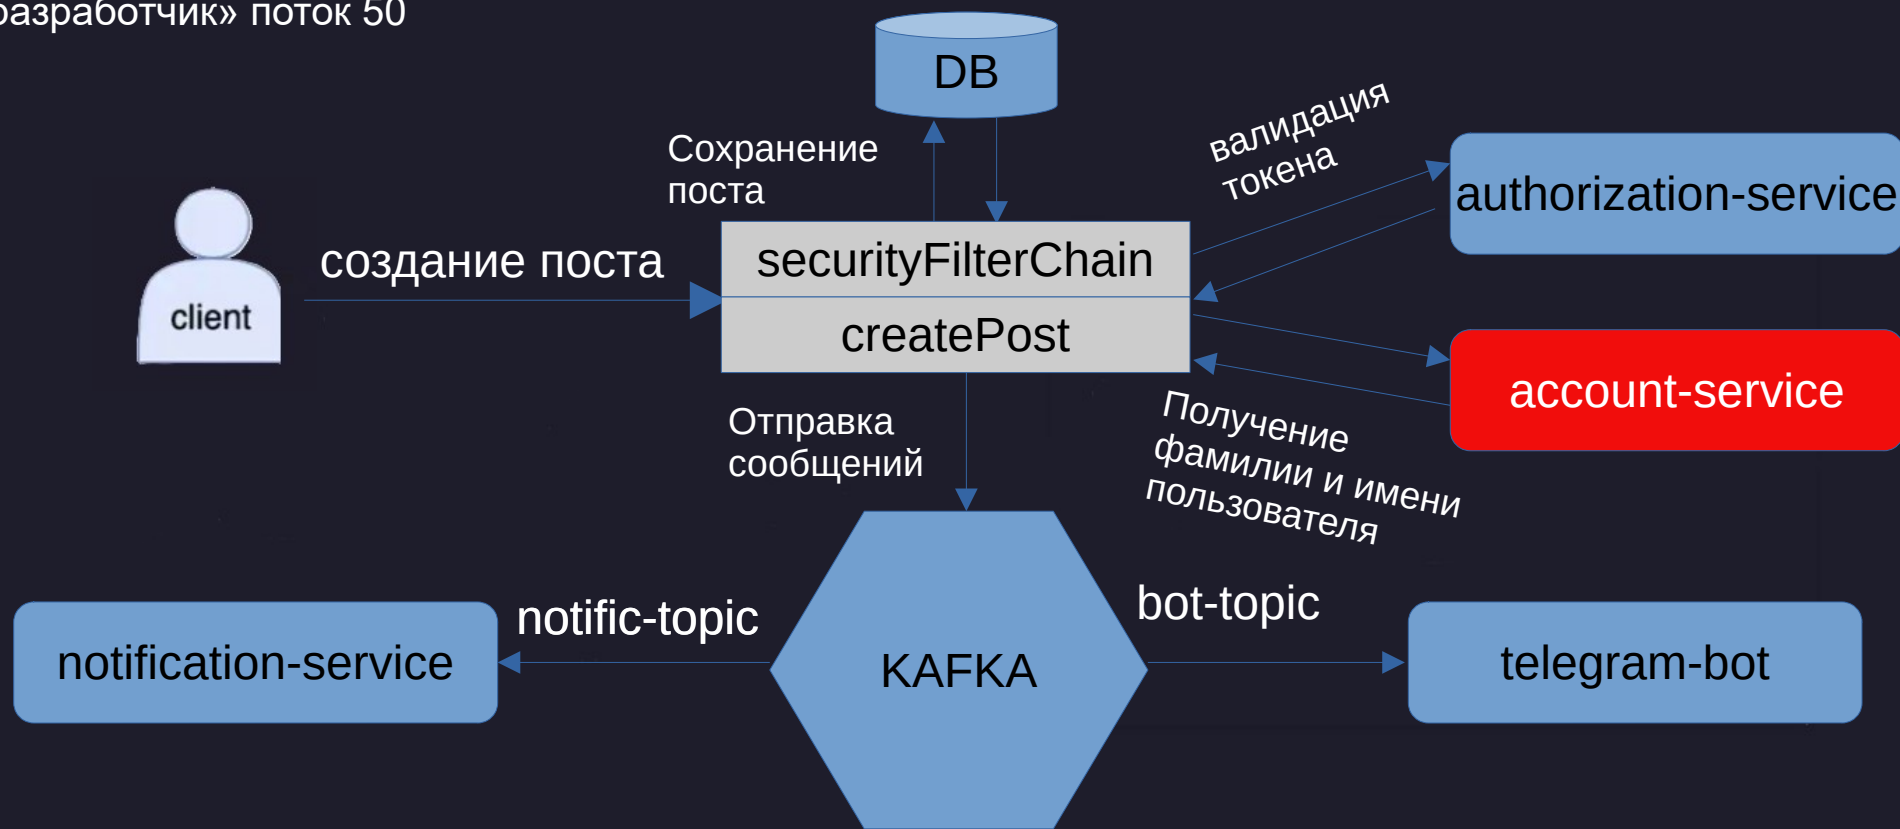 разработчик» поток 50
DB
Сохранение
поста
валидация
токена
authorization-service
создание поста
securityFilterChain
client
createPost
account-service
Отправка
сообщений
Получение
фамилии и имени
пользователя
notific-topic
bot-topic
notification-service
KAFKA
telegram-bot